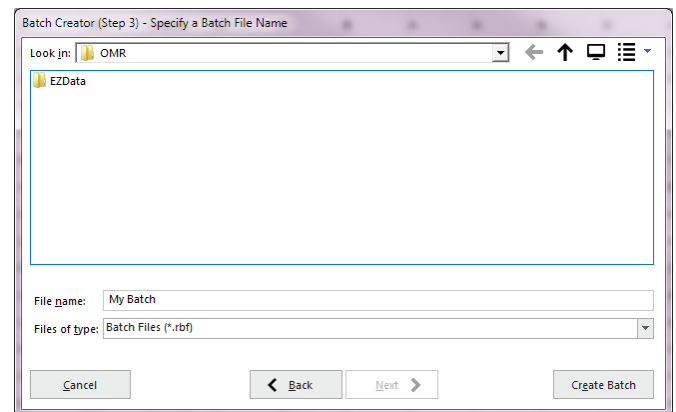 Batch Creator (Step 3) - Specify a Batch File Name
Look in: OMR
EZData
File name: My Batch
Files of type: Batch Files (*.rbf)
Cancel Back Next Create Batch